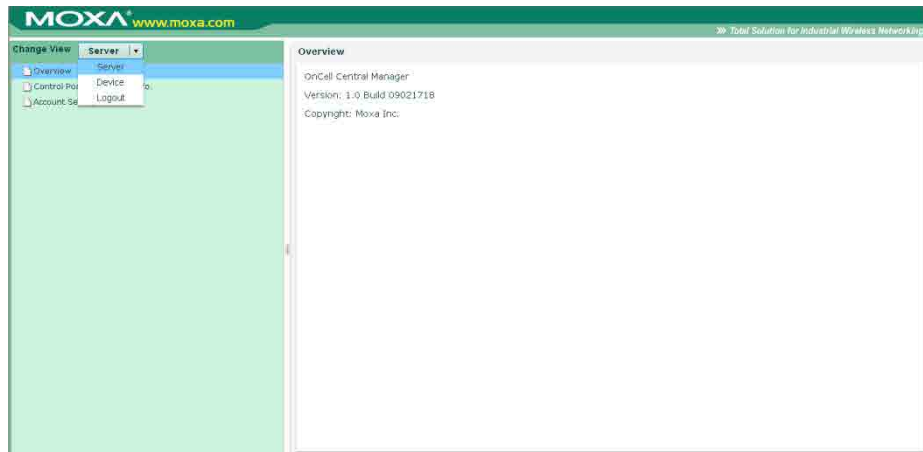 MOXA® www.moxa.com
Total Solution for Industrial Wireless Networking
Change View Server
Server
Device
Logout
Overview
Control Po
Account Se
Overview
OnCell Central Manager
Version: 1.0 Build 09021718
Copyright: Moxa Inc.